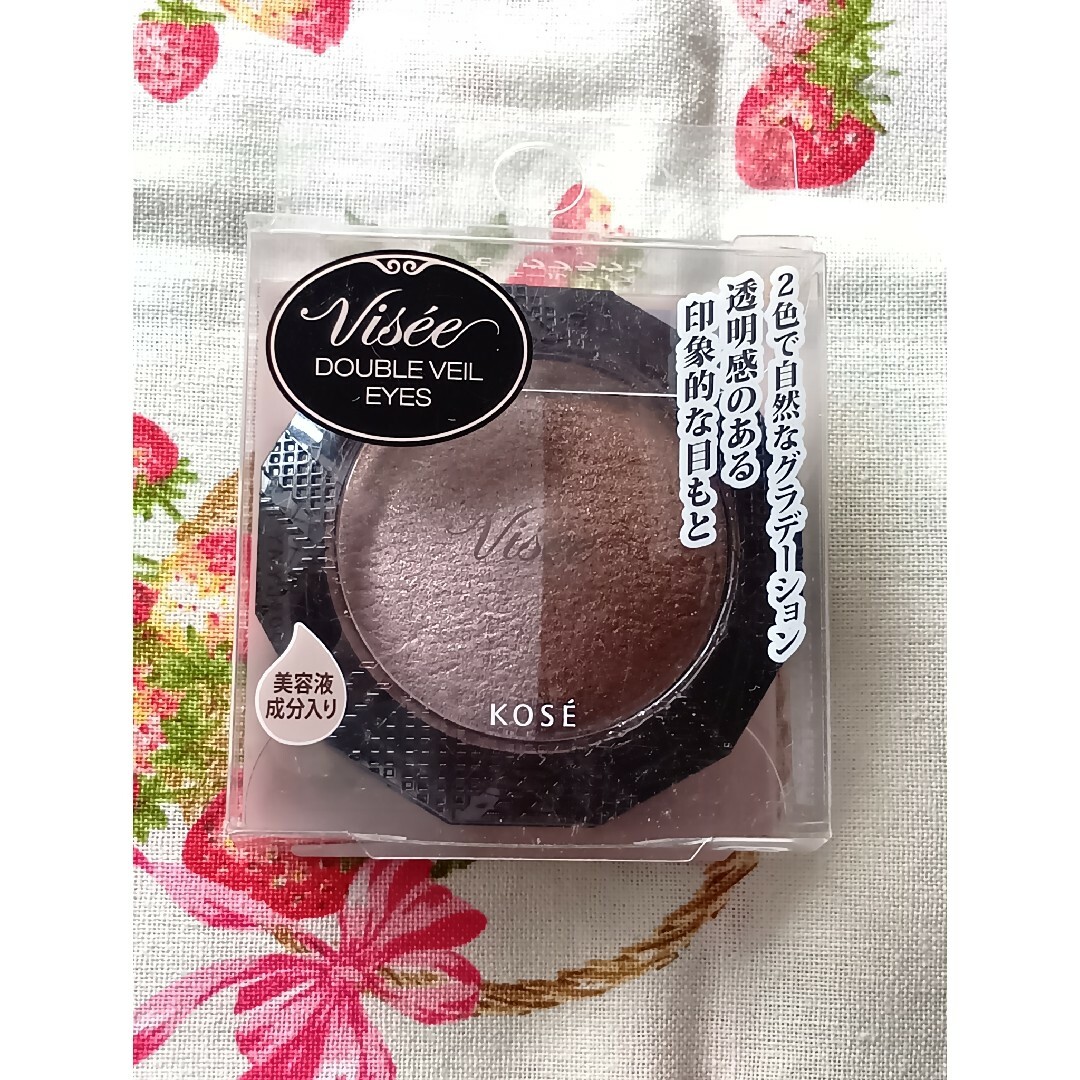 Visée
DOUBLE VEIL
EYES
2色で自然なグラデーション
透明感のある
印象的な目もと
Visée
美容液
成分入り
KOSÉ